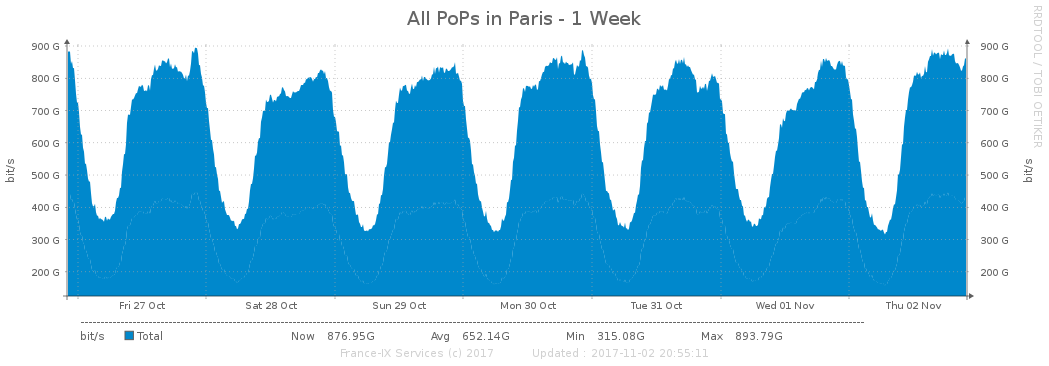 All PoPs in Paris - 1 Week
RRDTOOL / TOBI OETIKER
900 G 900 G
800 G 800 G
700 G 700 G
600 G 600 G
500 G 500 G
400 G 400 G
300 G 300 G
200 G 200 G
bit/s
bit/s
Fri 27 Oct Sat 28 Oct Sun 29 Oct Mon 30 Oct Tue 31 Oct Wed 01 Nov Thu 02 Nov
bit/s Total Now 876.95G Avg 652.14G Min 315.08G Max 893.79G
France-IX Services (c) 2017 Updated : 2017-11-02 20:55:11